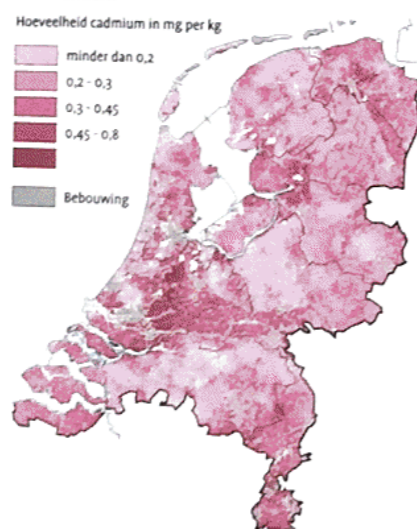 Hoeveelheid cadmium in mg per kg
minder dan 0,2
0,2 - 0,3
0,3 - 0,45
0,45 - 0,8
Bebouwing